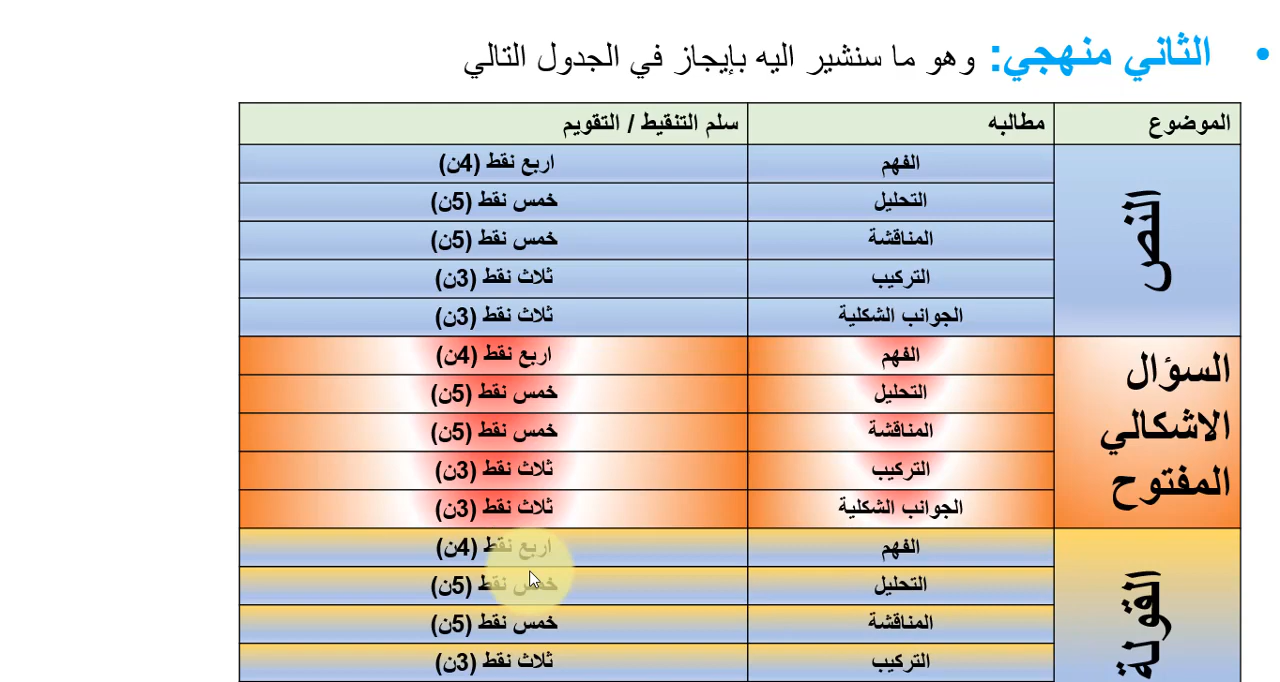 • الثاني منهجي: وهو ما سنشير اليه بإيجاز في الجدول التالي
الموضوع مطالبه سلم التنقيط / التقويم
النص
الفهم اربع نقط (4ن)
التحليل خمس نقط (5ن)
المناقشة خمس نقط (5ن)
التركيب ثلاث نقط (3ن)
الجوانب الشكلية ثلاث نقط (3ن)
السؤال
الاشكالي
المفتوح
الفهم اربع نقط (4ن)
التحليل خمس نقط (5ن)
المناقشة خمس نقط (5ن)
التركيب ثلاث نقط (3ن)
الجوانب الشكلية ثلاث نقط (3ن)
القولة
الفهم اربع نقط (4ن)
التحليل خمس نقط (5ن)
المناقشة خمس نقط (5ن)
التركيب ثلاث نقط (3ن)